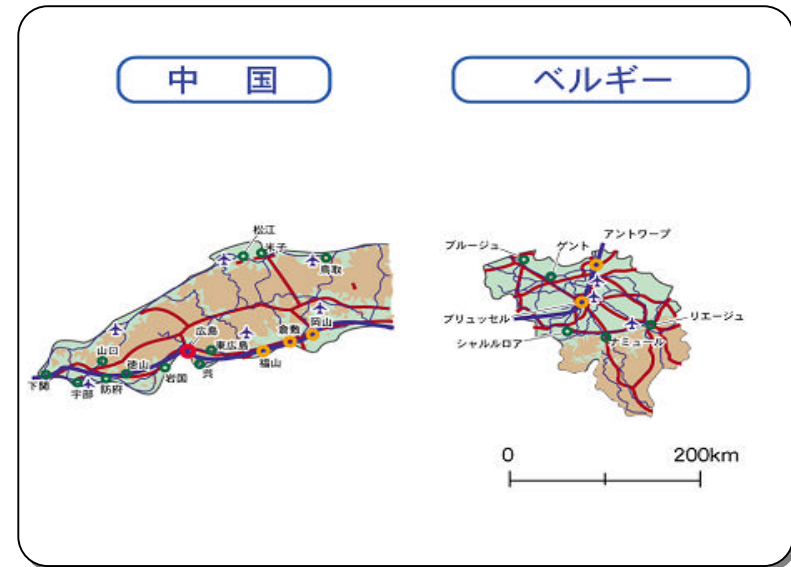 中 国
ベルギー
松江
米子
鳥取
アントワープ
ブルージュ
ゲント
岡山
倉敷
広島
東広島
福山
呉
岩国
徳山
山口
防府
宇部
下関
ブリュッセル
リエージュ
シャルルロア
ナミュール
0 200km